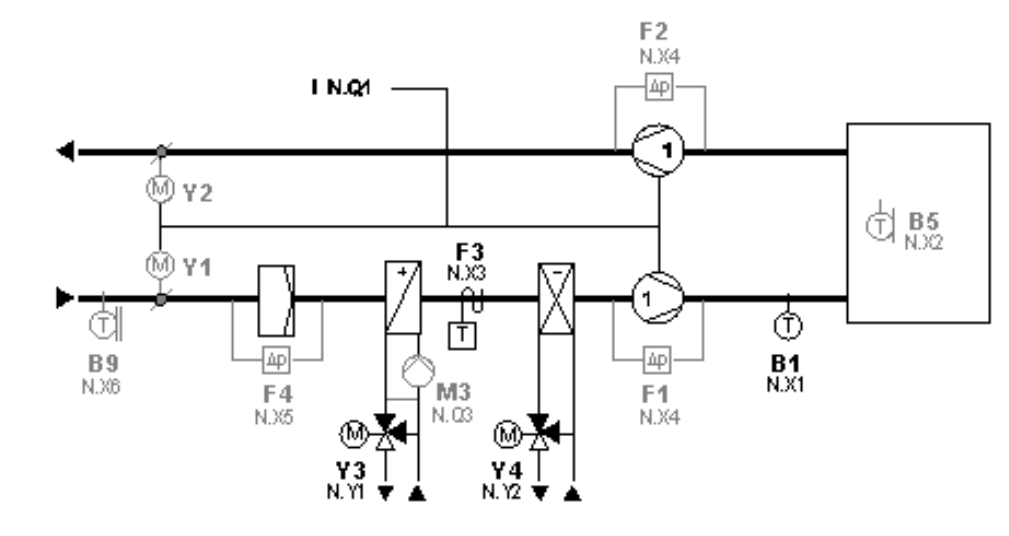 F2
N.X4
Δp
I N.Q1
1
M
Y2
T
B5
N.X2
M
Y1
F3
N.X3
+
−
1
T
B9
N.X6
Δp
F4
N.X5
T
M3
N.Q3
Δp
F1
N.X4
T
B1
N.X1
M
Y3
N.Y1
M
Y4
N.Y2